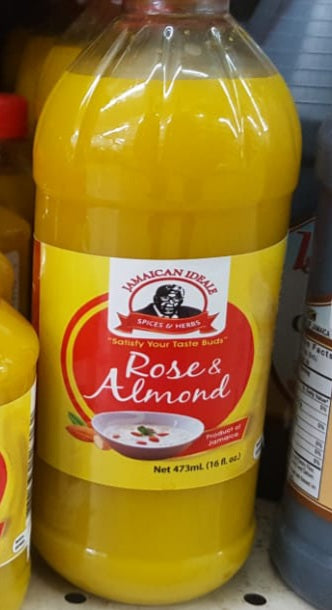 JAMAICAN IDEALE
SPICES & HERBS
"Satisfy Your Taste Buds"
Rose &
Almond
Product of
Jamaica
Net 473mL (16 fl. oz.)